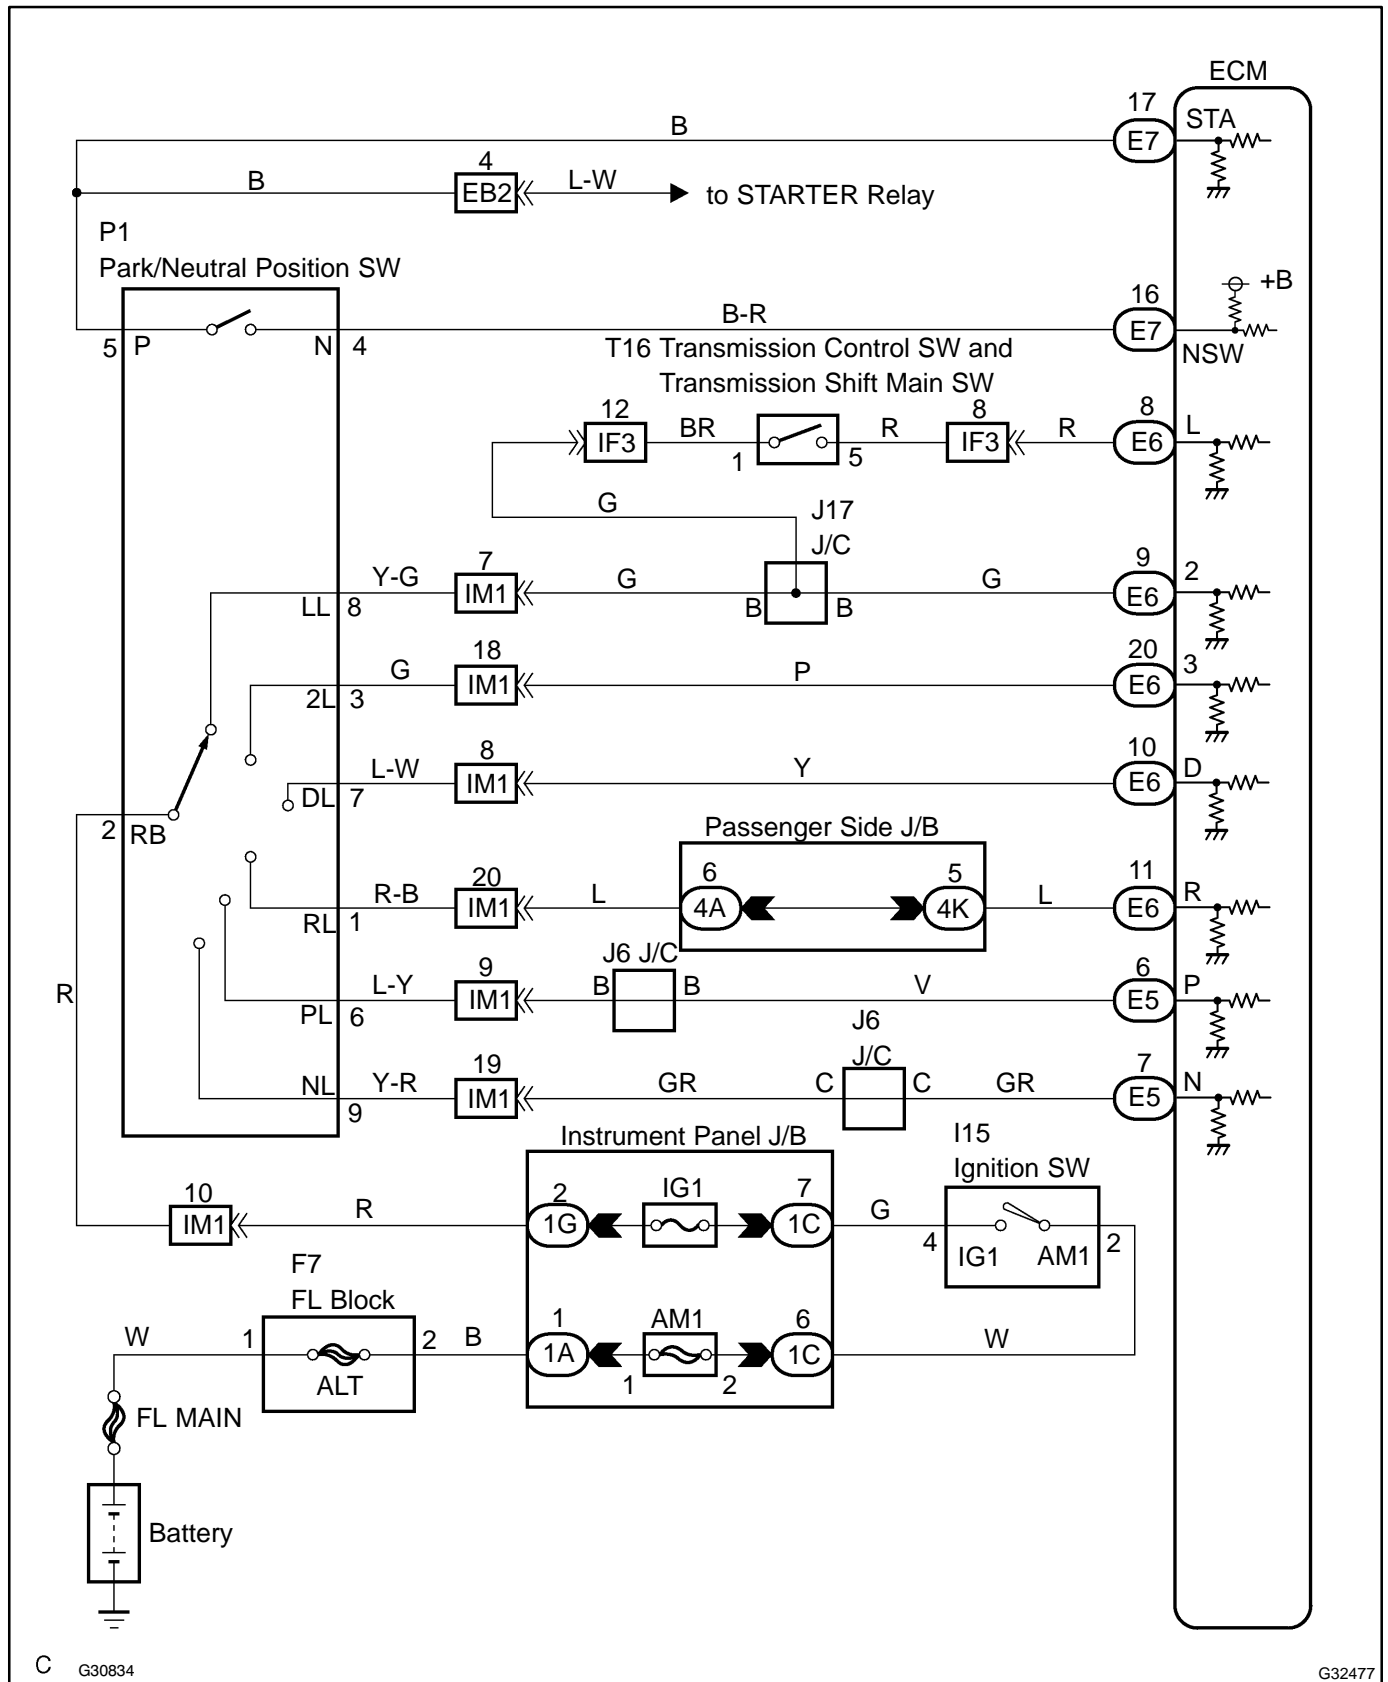 ECM
17
STA
B
E7
4
B
EB2
L-W
to STARTER Relay
P1
Park/Neutral Position SW
+B
16
B-R
5
P
N
4
E7
NSW
T16 Transmission Control SW and
Transmission Shift Main SW
12
8
8
L
IF3
BR
R
IF3
R
E6
1
5
G
J17
J/C
7
9
2
Y-G
IM1
G
G
E6
LL
8
B
B
18
20
3
G
IM1
P
E6
2L
3
8
10
D
L-W
IM1
Y
E6
DL
7
2
RB
Passenger Side J/B
20
6
5
11
R
R-B
IM1
L
4A
4K
L
E6
RL
1
J6 J/C
9
6
P
R
L-Y
IM1
B
B
V
E5
PL
6
J6
J/C
19
7
N
NL
Y-R
IM1
GR
C
C
GR
E5
9
Instrument Panel J/B
I15
Ignition SW
10
2
IG1
7
IM1
R
1G
1C
G
4
IG1
AM1
2
F7
FL Block
1
AM1
6
W
1
2
B
1A
1C
W
ALT
1
2
FL MAIN
Battery
C
G30834
G32477